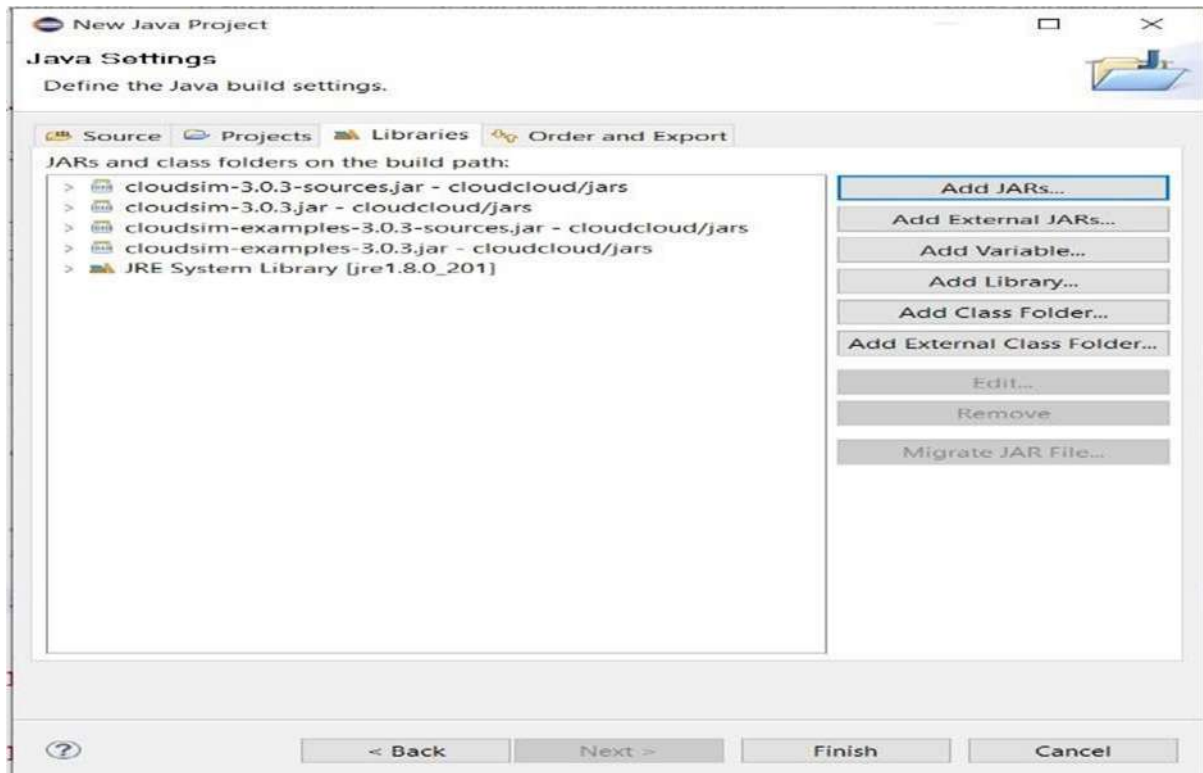 New Java Project
Java Settings
Define the Java build settings.
Source Projects Libraries Order and Export
JARs and class folders on the build path:
cloudsim-3.0.3-sources.jar - cloudcloud/jars
cloudsim-3.0.3.jar - cloudcloud/jars
cloudsim-examples-3.0.3-sources.jar - cloudcloud/jars
cloudsim-examples-3.0.3.jar - cloudcloud/jars
JRE System Library [jre1.8.0_201]
Add JARs...
Add External JARs...
Add Variable...
Add Library...
Add Class Folder...
Add External Class Folder...
Edit...
Remove
Migrate JAR File...
? < Back Next > Finish Cancel